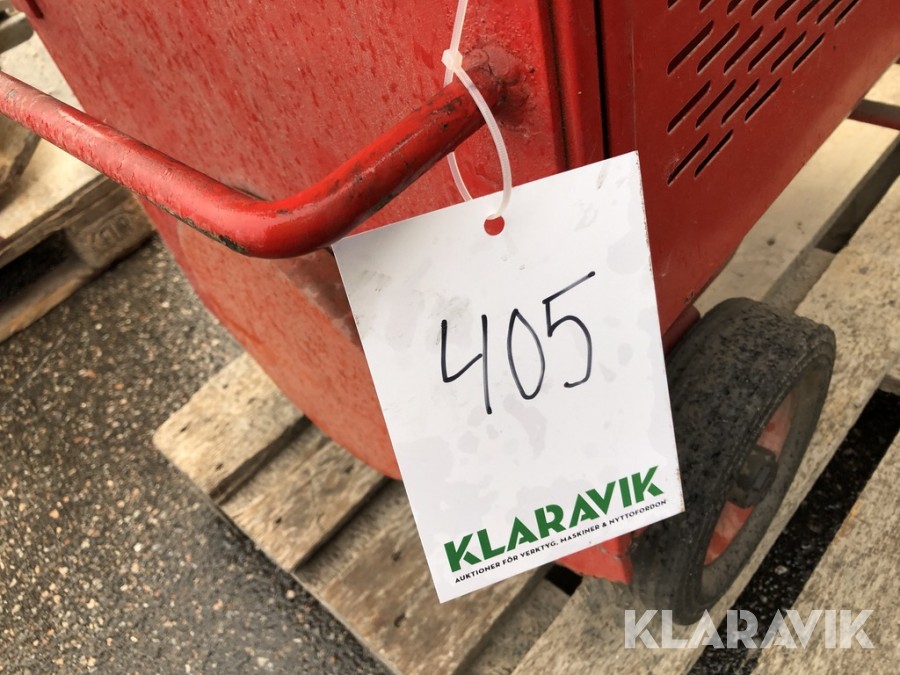 405
KLARAVIK
AUKTIONER FÖR VERKTYG, MASKINER & NYTTOFORDON
KLARAVIK